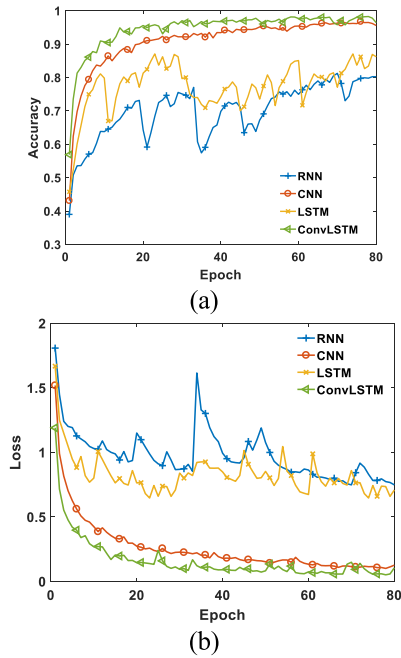 1
0.9
0.8
0.7
0.6
0.5
0.4
0.3
Accuracy
RNN
CNN
LSTM
ConvLSTM
0 20 40 60 80
Epoch
(a)
2
1.5
1
0.5
0
Loss
RNN
CNN
LSTM
ConvLSTM
0 20 40 60 80
Epoch
(b)